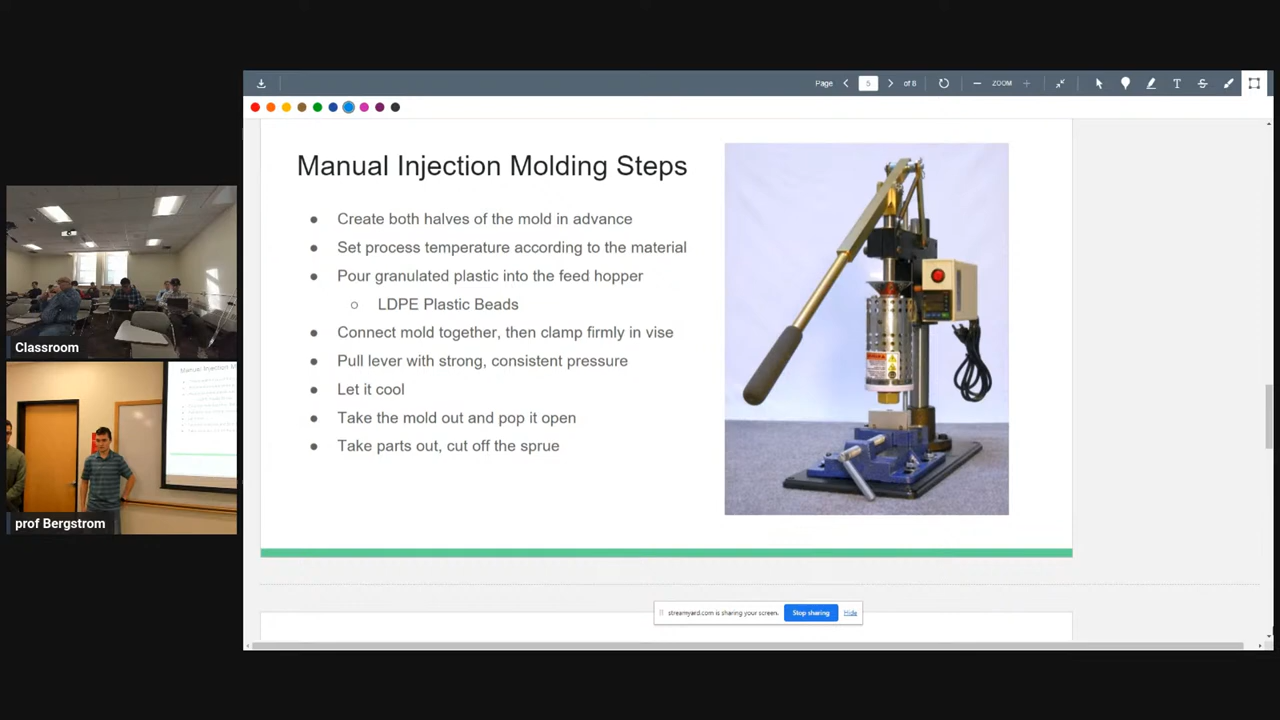 Page
5
of 8
ZOOM
T
S
Manual Injection Molding Steps
● Create both halves of the mold in advance
● Set process temperature according to the material
● Pour granulated plastic into the feed hopper
○ LDPE Plastic Beads
● Connect mold together, then clamp firmly in vise
● Pull lever with strong, consistent pressure
● Let it cool
● Take the mold out and pop it open
● Take parts out, cut off the sprue
Classroom
Manual Injection M
prof Bergstrom
streamyard.com is sharing your screen.
Stop sharing
Hide